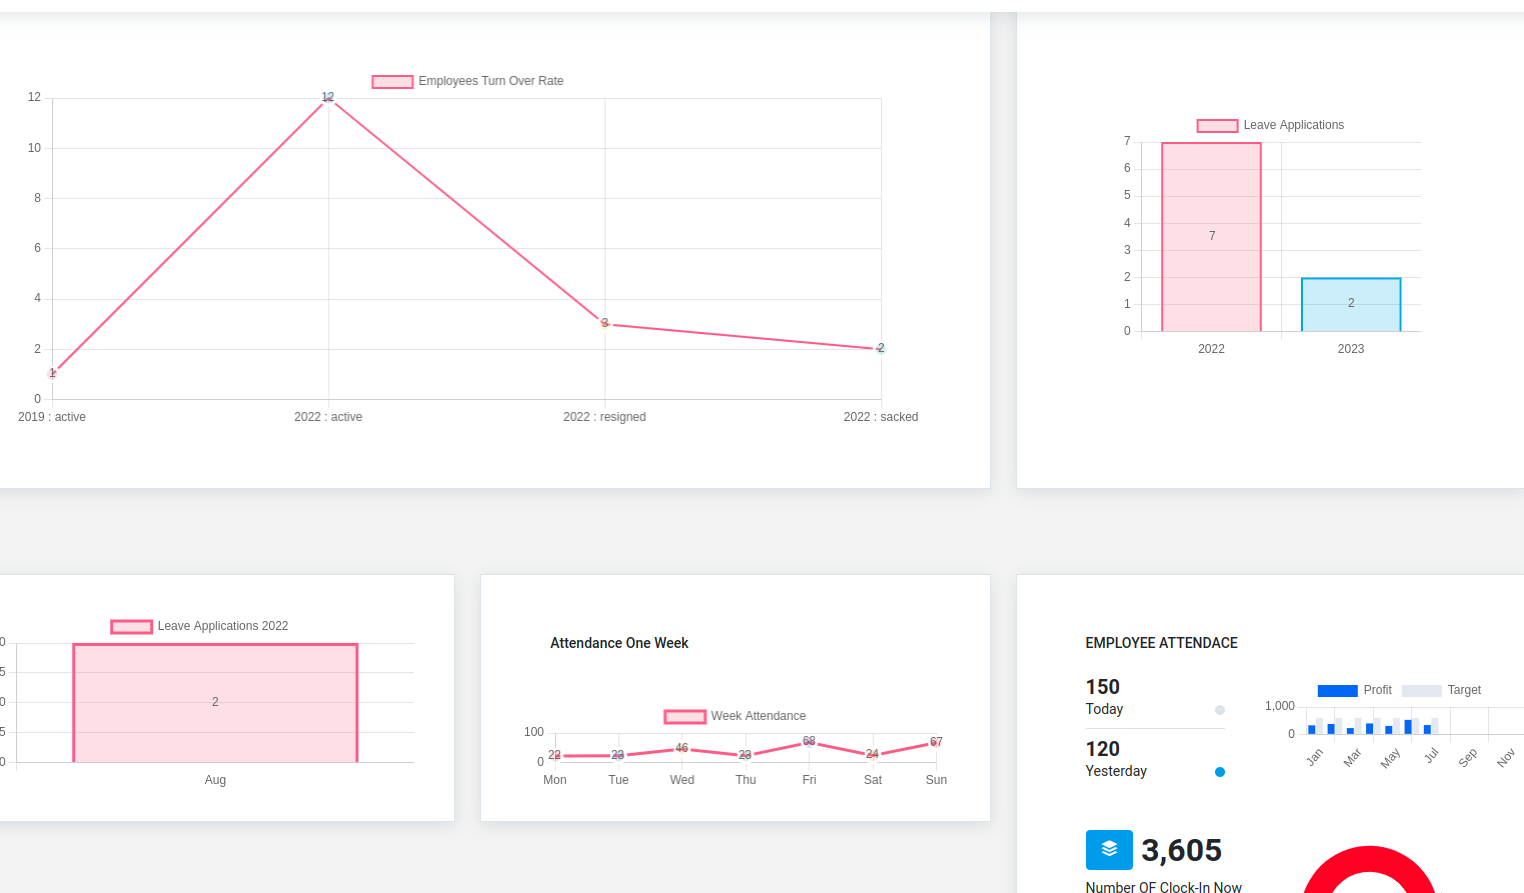 Employees Turn Over Rate
12
10
8
6
4
2
0
1
12
3
2
2019 : active
2022 : active
2022 : resigned
2022 : sacked
Leave Applications
7
6
5
4
3
2
1
0
7
2
2022
2023
Leave Applications 2022
0
5
0
5
0
2
Aug
Attendance One Week
Week Attendance
100
0
46
68
24
67
Mon
Tue
Wed
Thu
Fri
Sat
Sun
EMPLOYEE ATTENDACE
150
Today
120
Yesterday
Profit
Target
1,000
0
Jan
Mar
May
Jul
Sep
Nov
3,605
Number OF Clock-In Now